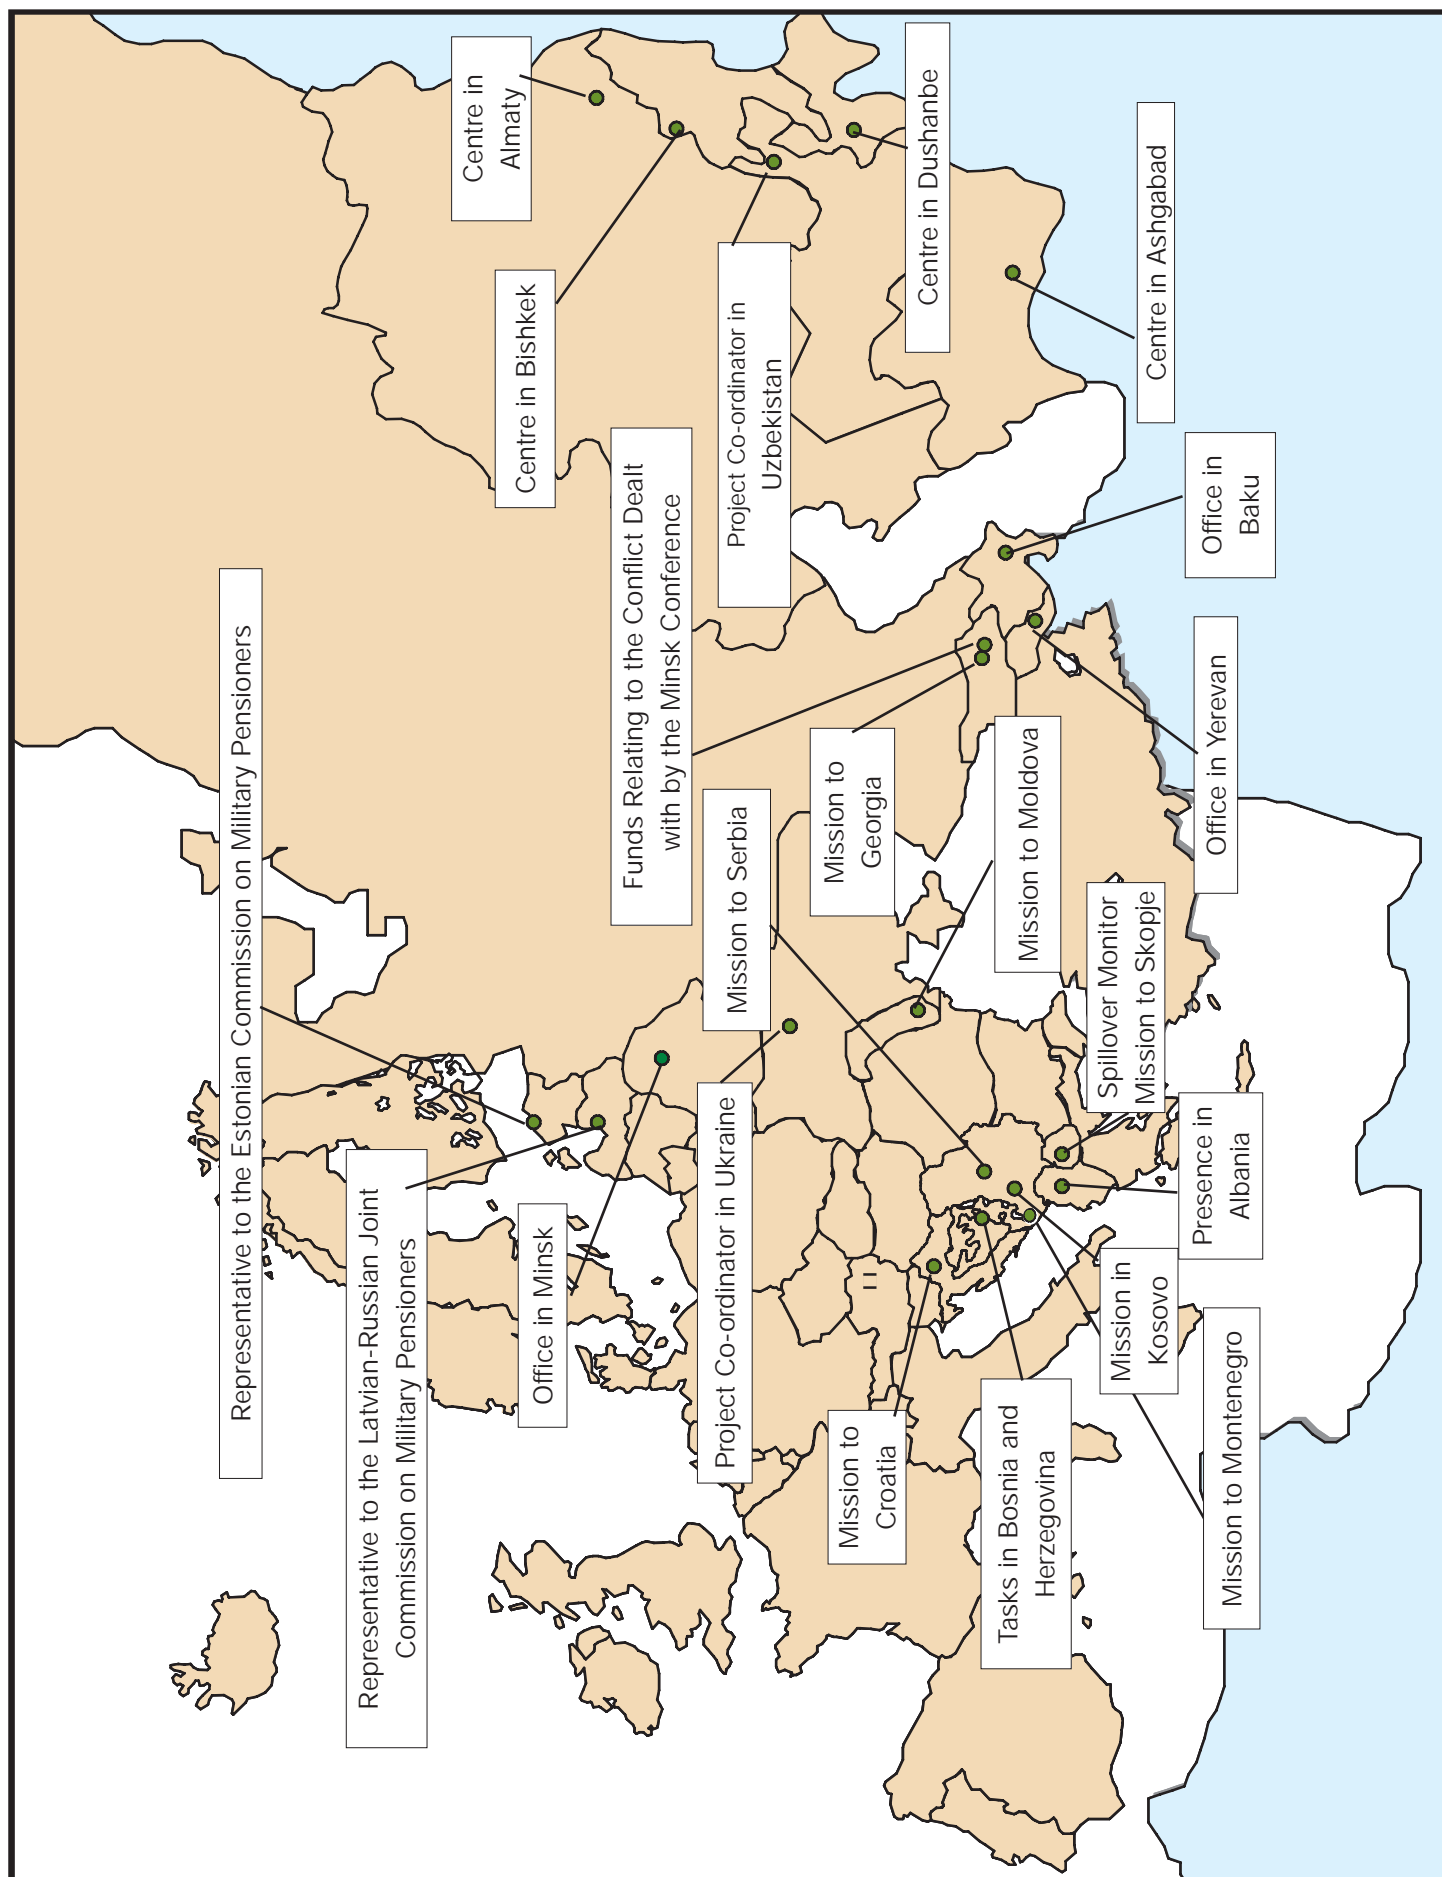 Representative to the Estonian Commission on Military Pensioners
Representative to the Latvian-Russian Joint
Commission on Military Pensioners
Office in Minsk
Project Co-ordinator in Ukraine
Mission to Serbia
Funds Relating to the Conflict Dealt
with by the Minsk Conference
Centre in
Almaty
Centre in Bishkek
Project Co-ordinator in
Uzbekistan
Centre in Dushanbe
Centre in Ashgabad
Office in
Baku
Office in Yerevan
Mission to
Georgia
Mission to Moldova
Spillover Monitor
Mission to Skopje
Presence in
Albania
Mission in
Kosovo
Mission to Montenegro
Tasks in Bosnia and
Herzegovina
Mission to
Croatia